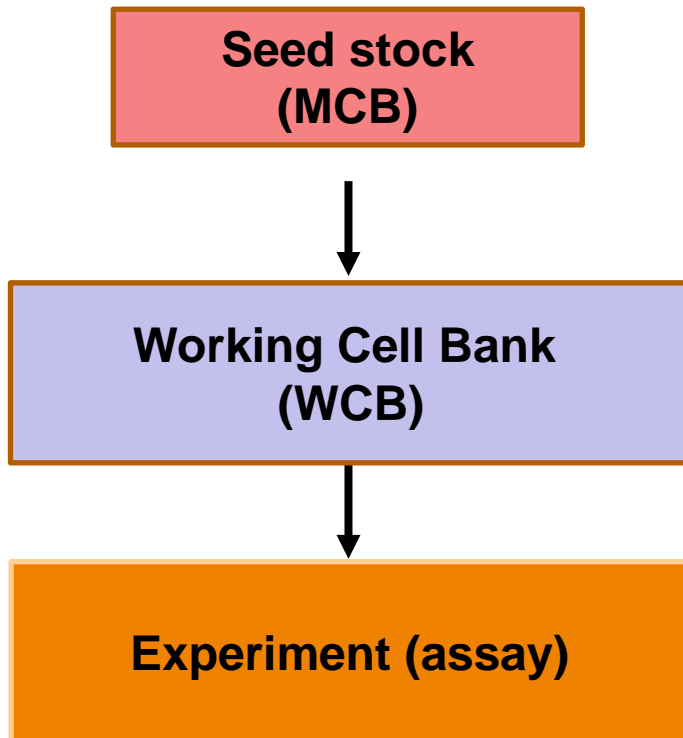 Seed stock
(MCB)
Working Cell Bank
(WCB)
Experiment (assay)